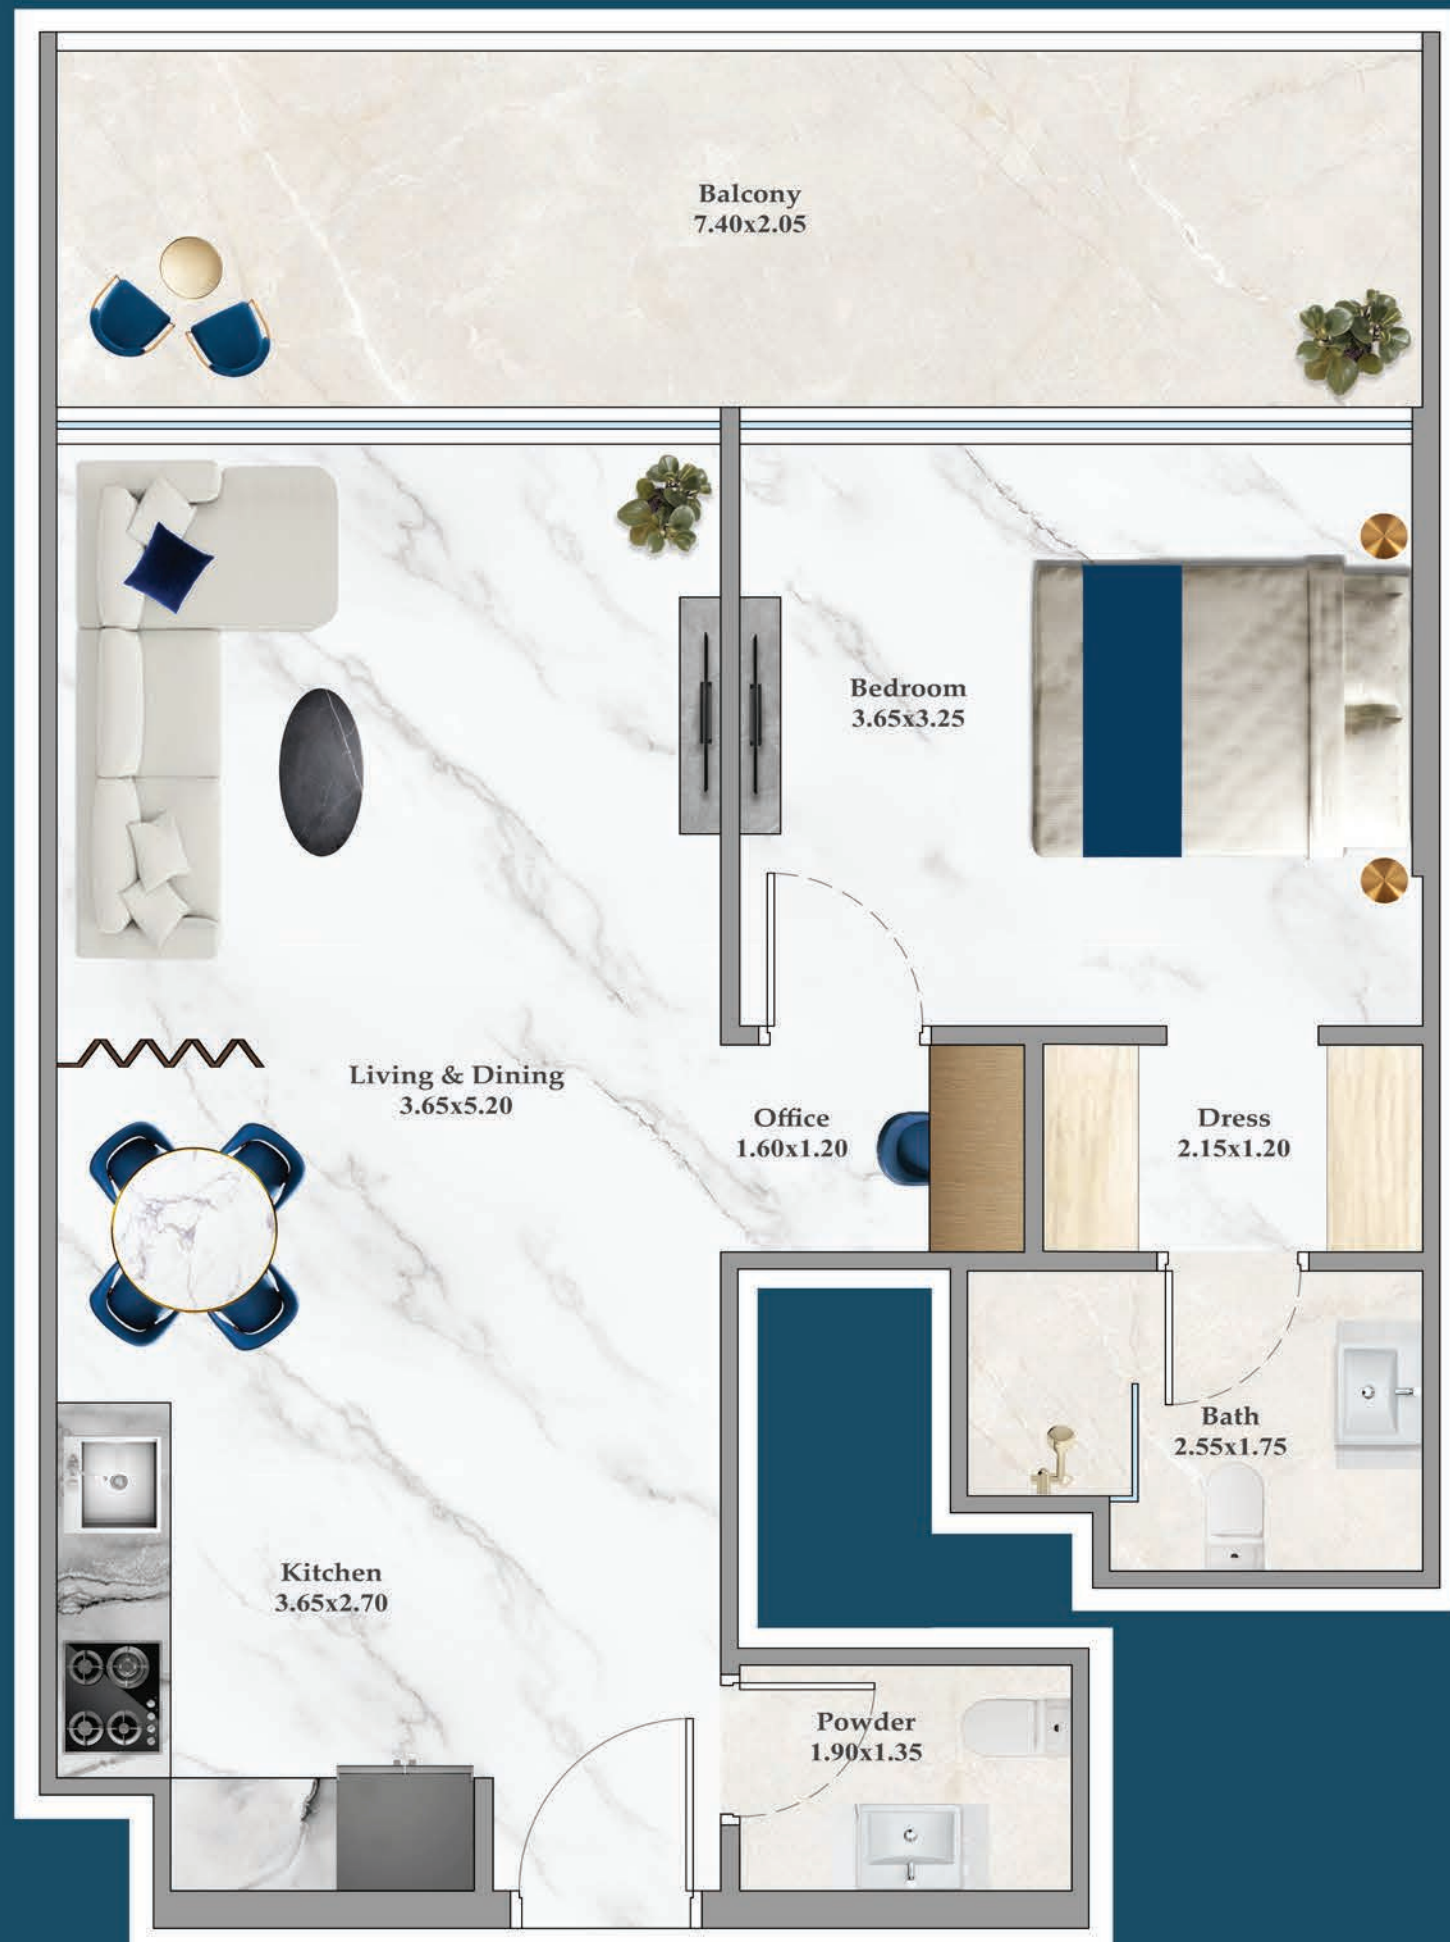 Balcony
7.40x2.05
Bedroom
3.65x3.25
Living & Dining
3.65x5.20
Office
1.60x1.20
Dress
2.15x1.20
Bath
2.55x1.75
Kitchen
3.65x2.70
Powder
1.90x1.35